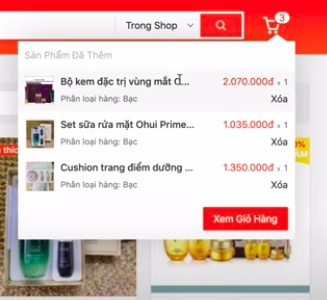 Trong Shop
3
Sản Phẩm Đã Thêm
Bộ kem đặc trị vùng mắt ... 2.070.000đ x 1
Phân loại hàng: Bạc Xóa
Set sữa rửa mặt Ohui Prime... 1.035.000đ x 1
Phân loại hàng: Bạc Xóa
Cushion trang điểm dưỡng ... 1.350.000đ x 1
Phân loại hàng: Bạc Xóa
Xem Giỏ Hàng